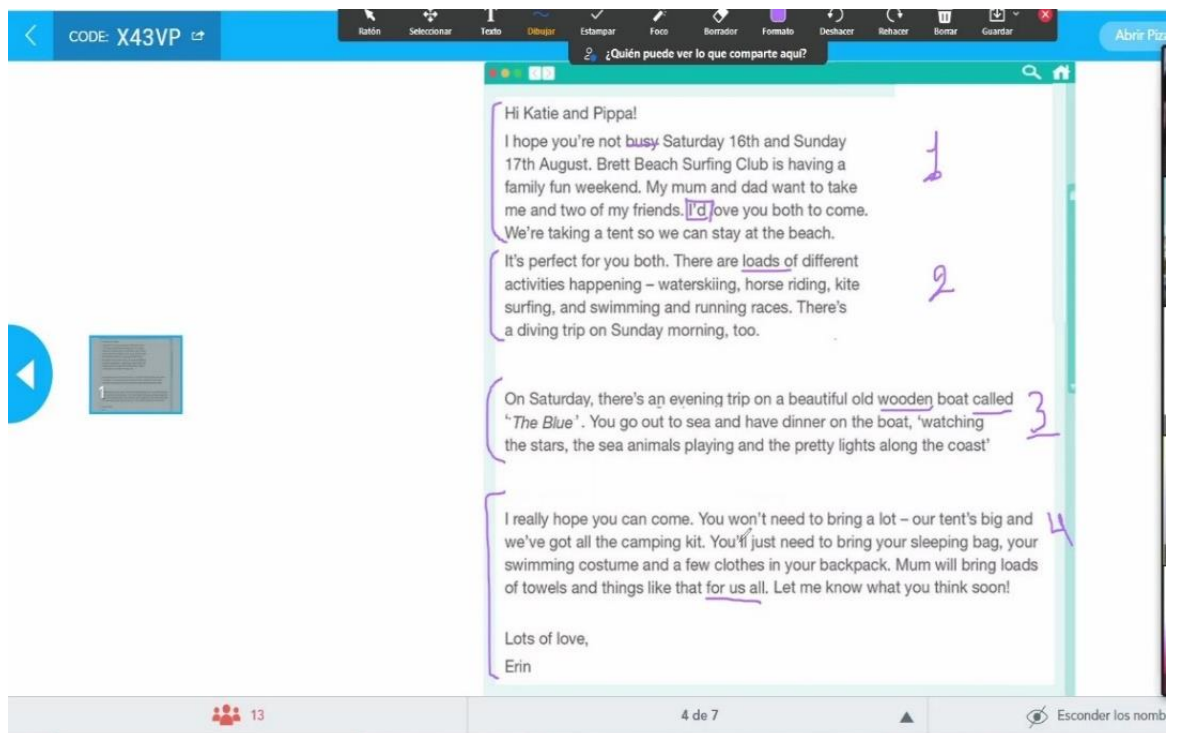 CODE: X43VP
Ratón Seleccionar Texto Dibujar Estampar Foco Borrador Formato Deshacer Rehacer Borrar Guardar
Abrir
¿Quién puede ver lo que comparte aquí?
Hi Katie and Pippa!
I hope you're not busy Saturday 16th and Sunday
17th August. Brett Beach Surfing Club is having a
family fun weekend. My mum and dad want to take
me and two of my friends. I'd love you both to come.
We're taking a tent so we can stay at the beach.
1
It's perfect for you both. There are loads of different
activities happening – waterskiing, horse riding, kite
surfing, and swimming and running races. There's
a diving trip on Sunday morning, too.
2
1
On Saturday, there's an evening trip on a beautiful old wooden boat called
'The Blue'. You go out to sea and have dinner on the boat, 'watching
the stars, the sea animals playing and the pretty lights along the coast'
3
I really hope you can come. You won't need to bring a lot – our tent's big and
we've got all the camping kit. You'll just need to bring your sleeping bag, your
swimming costume and a few clothes in your backpack. Mum will bring loads
of towels and things like that for us all. Let me know what you think soon!
4
Lots of love,
Erin
13
4 de 7
Esconder los nomb